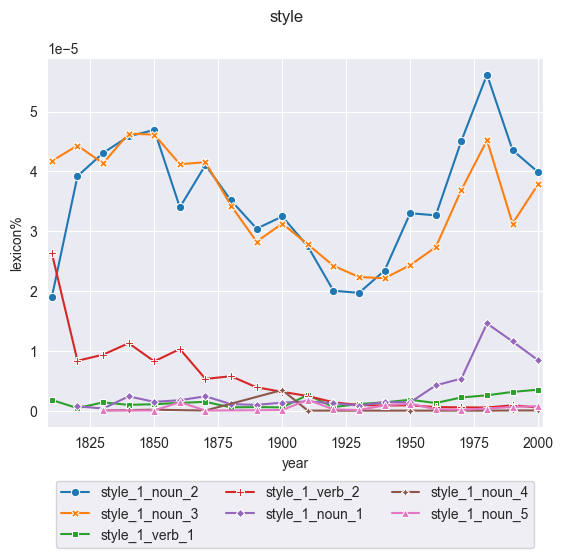 style
1e−5
5
4
3
2
1
0
lexicon%
1825 1850 1875 1900 1925 1950 1975 2000
year
style_1_noun_2 style_1_verb_2 style_1_noun_4
style_1_noun_3 style_1_noun_1 style_1_noun_5
style_1_verb_1